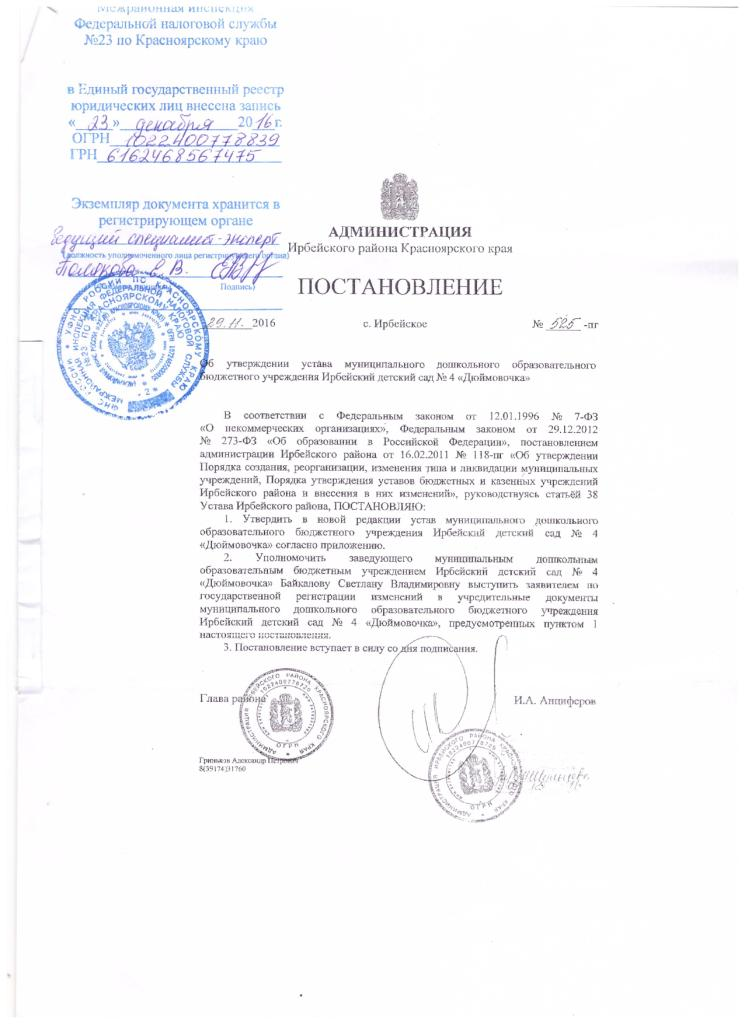 Межрайонная инспекция
Федеральной налоговой службы
№23 по Красноярскому краю
в Единый государственный реестр
юридических лиц внесена запись
« 23 » декабря 2016 г.
ОГРН 1022400778839
ГРН 6162468567475
Экземпляр документа хранится в
регистрирующем органе
Ведущий специалист-эксперт
(должность уполномоченного лица регистрирующего органа)
В.
Подпись)
АДМИНИСТРАЦИЯ
Ирбейского района Красноярского края
ПОСТАНОВЛЕНИЕ
29.11. 2016 с. Ирбейское № 525 -пг
Об утверждении устава муниципального дошкольного образовательного
бюджетного учреждения Ирбейский детский сад № 4 «Дюймовочка»
В соответствии с Федеральным законом от 12.01.1996 № 7-ФЗ
«О некоммерческих организациях», Федеральным законом от 29.12.2012
№ 273-ФЗ «Об образовании в Российской Федерации», постановлением
администрации Ирбейского района от 16.02.2011 № 118-пг «Об утверждении
Порядка создания, реорганизации, изменения типа и ликвидации муниципальных
учреждений, Порядка утверждения уставов бюджетных и казенных учреждений
Ирбейского района и внесения в них изменений», руководствуясь статьёй 38
Устава Ирбейского района, ПОСТАНОВЛЯЮ:
1. Утвердить в новой редакции устав муниципального дошкольного
образовательного бюджетного учреждения Ирбейский детский сад № 4
«Дюймовочка» согласно приложению.
2. Уполномочить заведующего муниципальным дошкольным
образовательным бюджетным учреждением Ирбейский детский сад № 4
«Дюймовочка» Байкалову Светлану Владимировну выступить заявителем по
государственной регистрации изменений в учредительные документы
муниципального дошкольного образовательного бюджетного учреждения
Ирбейский детский сад № 4 «Дюймовочка», предусмотренных пунктом 1
настоящего постановления.
3. Постановление вступает в силу со дня подписания.
Глава района И.А. Анциферов
Александр Петрович
8(39174)31760